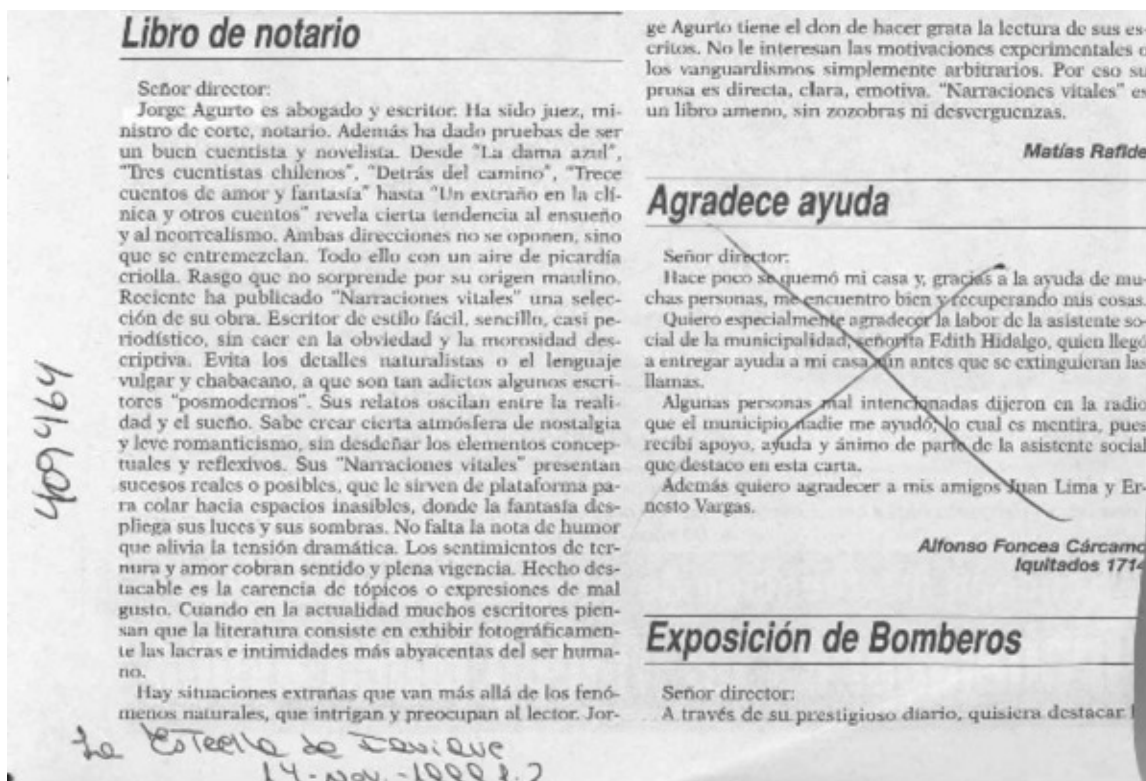 Libro de notario
Señor director:
Jorge Agurto es abogado y escritor. Ha sido juez, mi-
nistro de corte, notario. Además ha dado pruebas de ser
un buen cuentista y novelista. Desde "La dama azul",
"Tres cuentistas chilenos", "Detrás del camino", "Trece
cuentos de amor y fantasía" hasta "Un extraño en la clí-
nica y otros cuentos" revela cierta tendencia al ensueño
y al neorrealismo. Ambas direcciones no se oponen, sino
que se entremezclan. Todo ello con un aire de picardía
criolla. Rasgo que no sorprende por su origen maulino.
Reciente ha publicado "Narraciones vitales" una selec-
ción de su obra. Escritor de estilo fácil, sencillo, casi pe-
riodístico, sin caer en la obviedad y la morosidad des-
criptiva. Evita los detalles naturalistas o el lenguaje
vulgar y chabacano, a que son tan adictos algunos escri-
tores "posmodernos". Sus relatos oscilan entre la reali-
dad y el sueño. Sabe crear cierta atmósfera de nostalgia
y leve romanticismo, sin desdeñar los elementos concep-
tuales y reflexivos. Sus "Narraciones vitales" presentan
sucesos reales o posibles, que le sirven de plataforma pa-
ra colar hacia espacios inasibles, donde la fantasía des-
pliega sus luces y sus sombras. No falta la nota de humor
que alivia la tensión dramática. Los sentimientos de ter-
nura y amor cobran sentido y plena vigencia. Hecho des-
tacable es la carencia de tópicos o expresiones de mal
gusto. Cuando en la actualidad muchos escritores pien-
san que la literatura consiste en exhibir fotográficamen-
te las lacras e intimidades más abyacentas del ser huma-
no.
Hay situaciones extrañas que van más allá de los fenó-
menos naturales, que intrigan y preocupan al lector. Jor-
ge Agurto tiene el don de hacer grata la lectura de sus es-
critos. No le interesan las motivaciones experimentales o
los vanguardismos simplemente arbitrarios. Por eso su
prosa es directa, clara, emotiva. "Narraciones vitales" es
un libro ameno, sin zozobras ni desverguenzas.
Matías Rafide
Agradece ayuda
Señor director:
Hace poco se quemó mi casa y, gracias a la ayuda de mu-
chas personas, me encuentro bien y recuperando mis cosas
Quiero especialmente agradecer la labor de la asistente so-
cial de la municipalidad, señorita Edith Hidalgo, quien llegó
a entregar ayuda a mi casa aún antes que se extinguieran las
llamas.
Algunas personas mal intencionadas dijeron en la radio
que el municipio nadie me ayudó, lo cual es mentira, pues
recibí apoyo, ayuda y ánimo de parte de la asistente social
que destaco en esta carta.
Además quiero agradecer a mis amigos Juan Lima y Er-
nesto Vargas.
Alfonso Foncea Cárcamo
Iquitados 1714
Exposición de Bomberos
Señor director:
A través de su prestigioso diario, quisiera destacar
409464
La Estrella de Iquique
14-Nov.-1999 p. 2